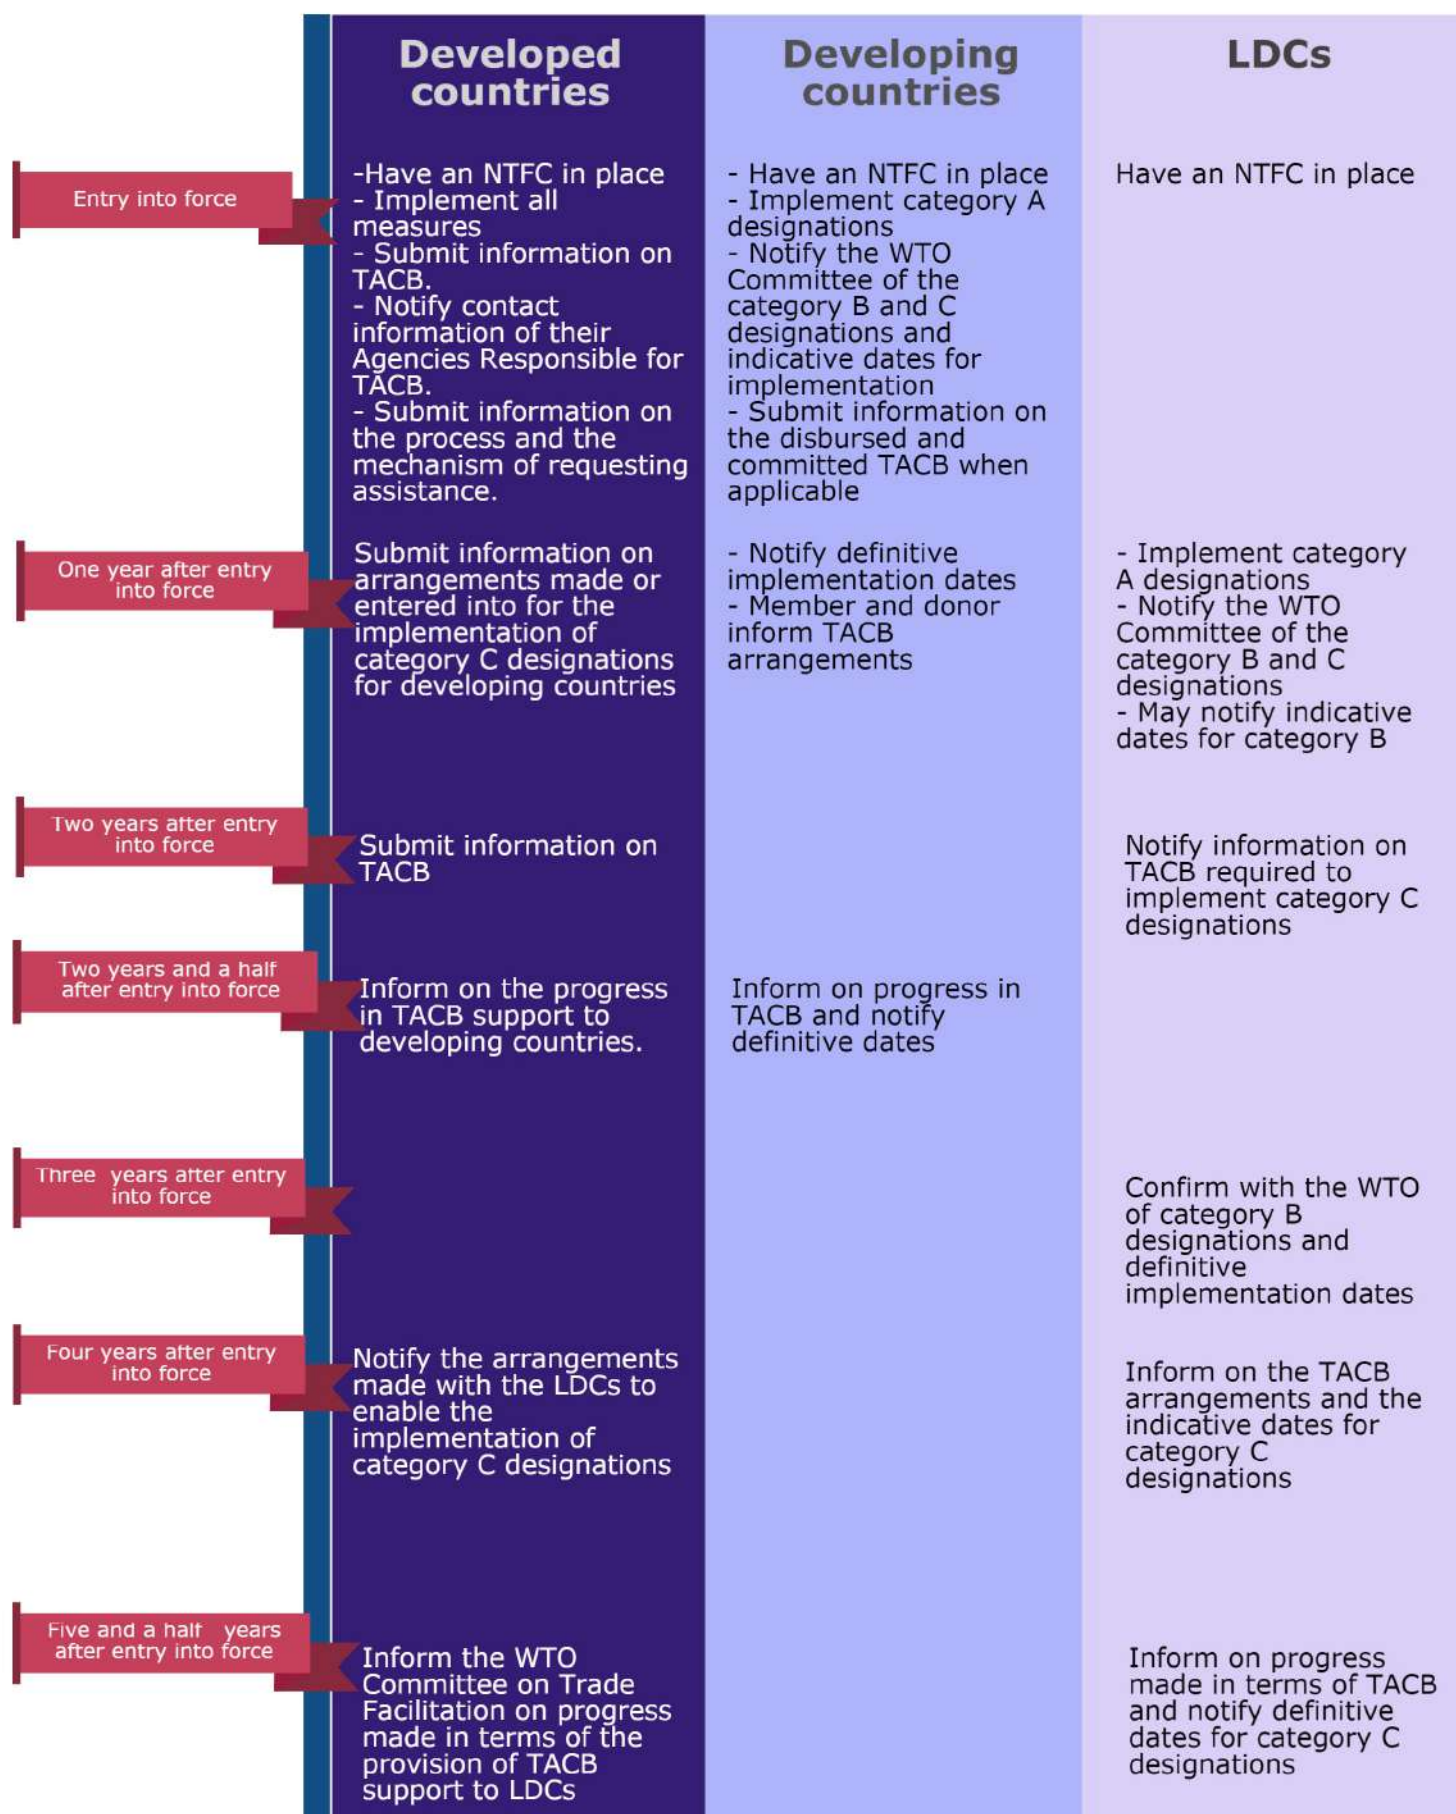 Developed
countries
Developing
countries
LDCs
Entry into force
-Have an NTFC in place
- Implement all
measures
- Submit information on
TACB.
- Notify contact
information of their
Agencies Responsible for
TACB.
- Submit information on
the process and the
mechanism of requesting
assistance.
- Have an NTFC in place
- Implement category A
designations
- Notify the WTO
Committee of the
category B and C
designations and
indicative dates for
implementation
- Submit information on
the disbursed and
committed TACB when
applicable
Have an NTFC in place
One year after entry
into force
Submit information on
arrangements made or
entered into for the
implementation of
category C designations
for developing countries
- Notify definitive
implementation dates
- Member and donor
inform TACB
arrangements
- Implement category
A designations
- Notify the WTO
Committee of the
category B and C
designations
- May notify indicative
dates for category B
Two years after entry
into force
Submit information on
TACB
Notify information on
TACB required to
implement category C
designations
Two years and a half
after entry into force
Inform on the progress
in TACB support to
developing countries.
Inform on progress in
TACB and notify
definitive dates
Three years after entry
into force
Confirm with the WTO
of category B
designations and
definitive
implementation dates
Four years after entry
into force
Notify the arrangements
made with the LDCs to
enable the
implementation of
category C designations
Inform on the TACB
arrangements and the
indicative dates for
category C
designations
Five and a half years
after entry into force
Inform the WTO
Committee on Trade
Facilitation on progress
made in terms of the
provision of TACB
support to LDCs
Inform on progress
made in terms of TACB
and notify definitive
dates for category C
designations